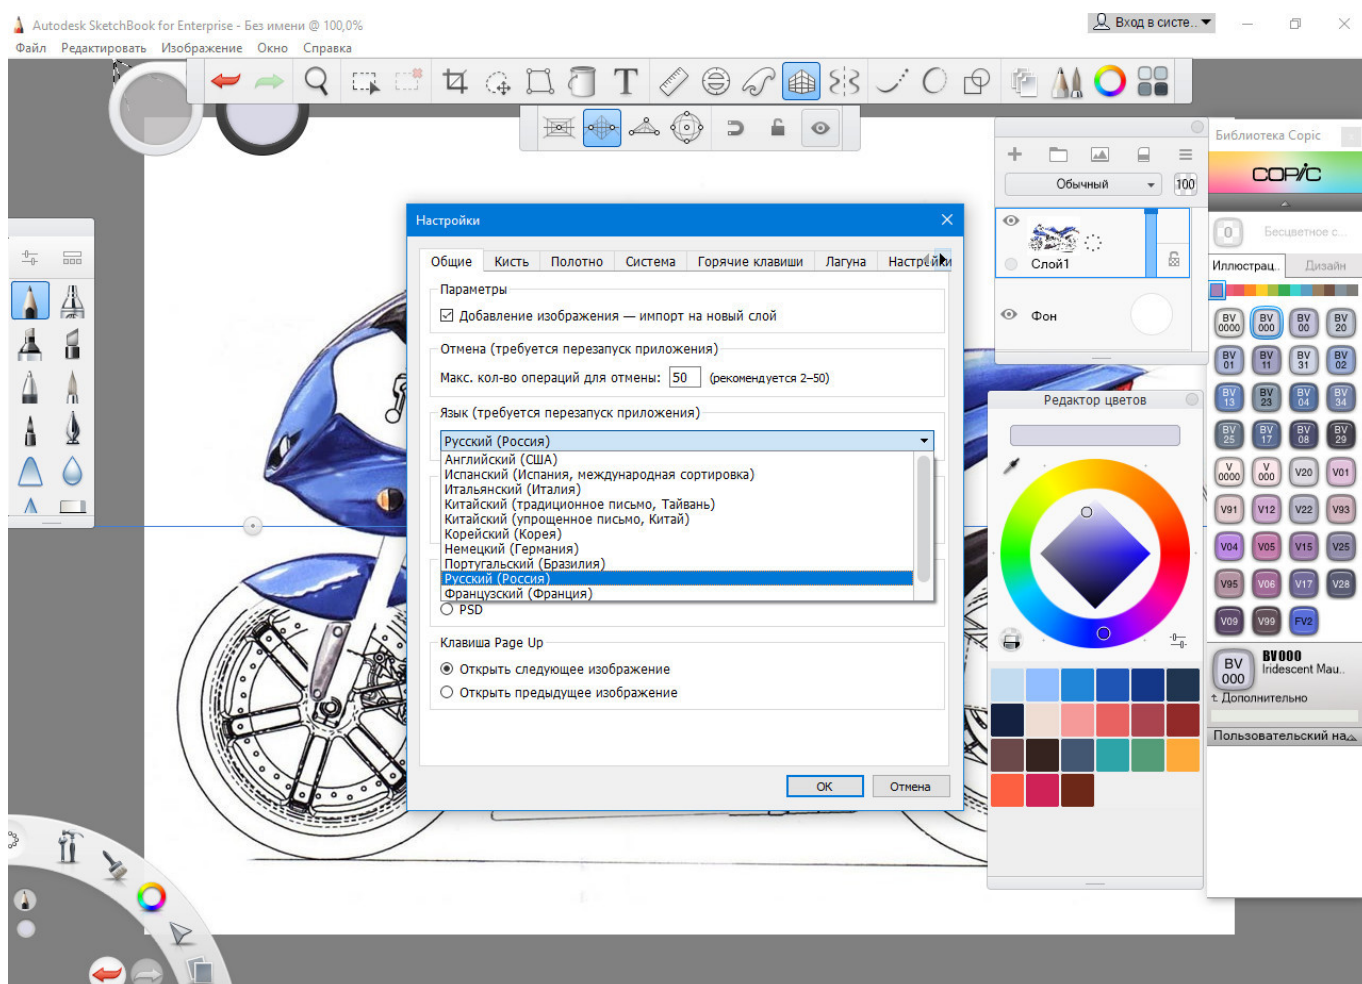 Autodesk SketchBook for Enterprise - Без имени @ 100,0%
Вход в систе..
Файл Редактировать Изображение Окно Справка
T
Библиотека Copic
COPIC
Обычный
100
0
Бесцветное с...
Слой1
Иллюстрац..
Дизайн
Фон
Настройки
Общие
Кисть
Полотно
Система
Горячие клавиши
Лагуна
Настройки
Параметры
Добавление изображения — импорт на новый слой
Отмена (требуется перезапуск приложения)
Макс. кол-во операций для отмены: 50 (рекомендуется 2–50)
Язык (требуется перезапуск приложения)
Русский (Россия)
Английский (США)
Испанский (Испания, международная сортировка)
Итальянский (Италия)
Китайский (традиционное письмо, Тайвань)
Китайский (упрощенное письмо, Китай)
Корейский (Корея)
Немецкий (Германия)
Португальский (Бразилия)
Русский (Россия)
Французский (Франция)
PSD
Клавиша Page Up
Открыть следующее изображение
Открыть предыдущее изображение
OK
Отмена
Редактор цветов
BV 0000 BV 000 BV 00 BV 20
BV 01 BV 11 BV 31 BV 02
BV 13 BV 23 BV 04 BV 34
BV 25 BV 17 BV 08 BV 29
V 0000 V 000 V20 V01
V91 V12 V22 V93
V04 V05 V15 V25
V95 V06 V17 V28
V09 V99 FV2
BV 000
BV000
Iridescent Mau..
Дополнительно
Пользовательский на